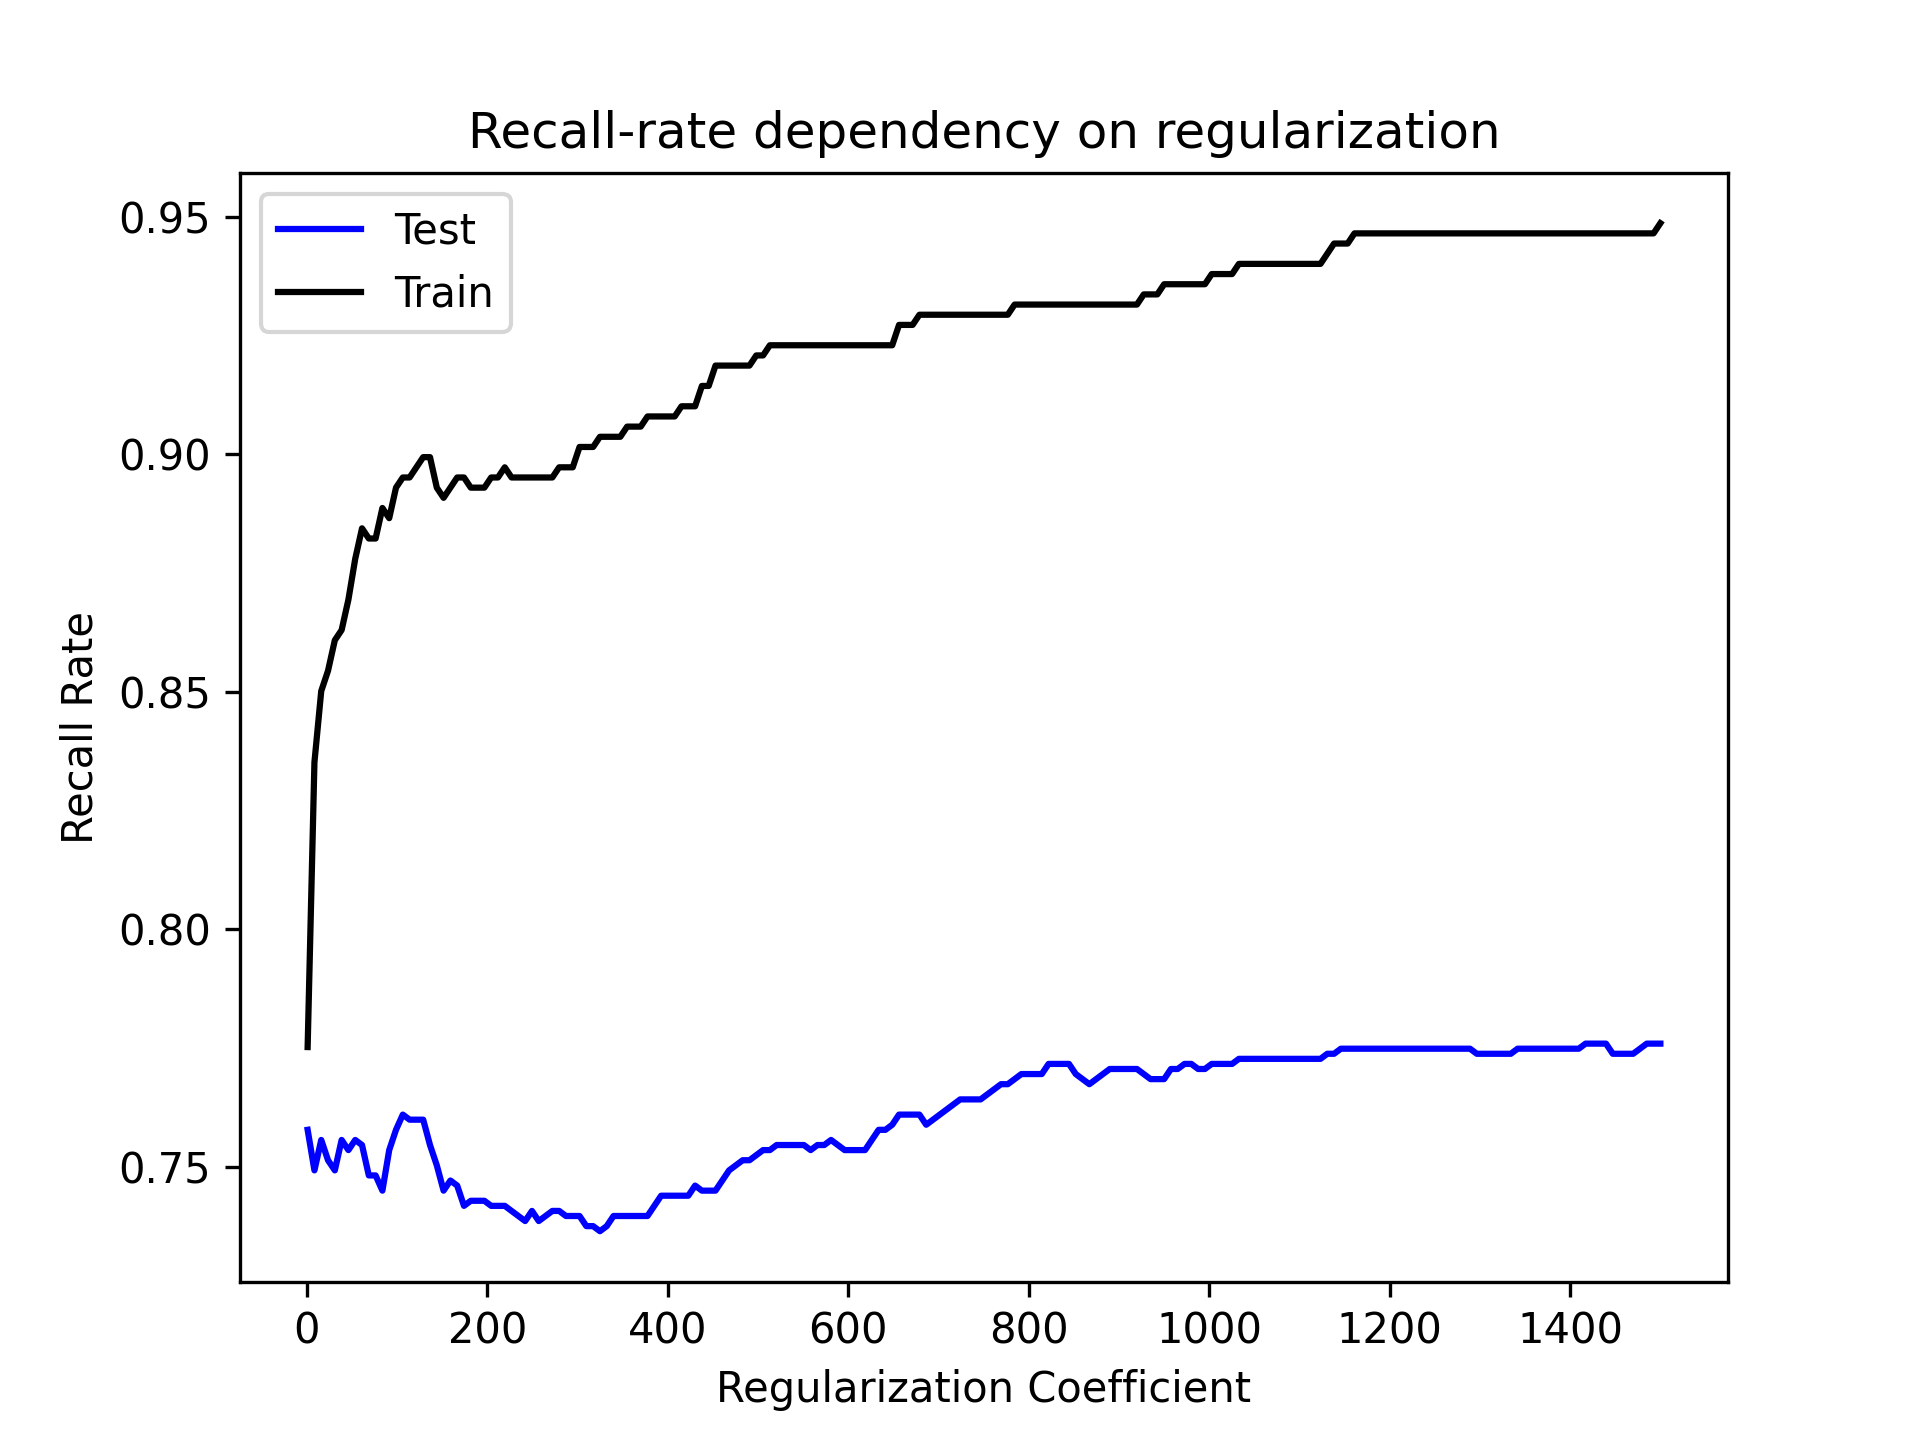 Recall-rate dependency on regularization
Test
Train
0.95
0.90
0.85
0.80
0.75
Recall Rate
0 200 400 600 800 1000 1200 1400
Regularization Coefficient